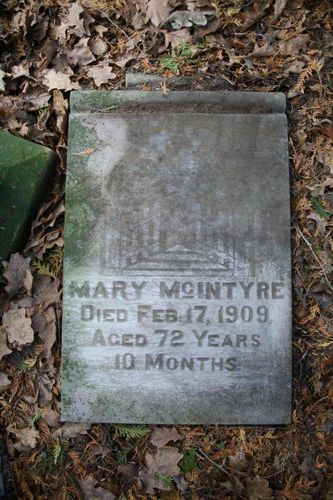 MARY McINTYRE
DIED FEB. 17, 1909.
AGED 72 YEARS
10 MONTHS